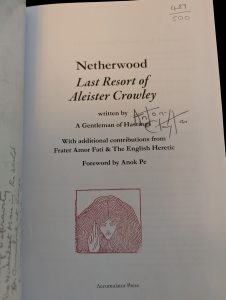 489
500
Netherwood
Last Resort of
Aleister Crowley
written by
A Gentleman of Hastings
With additional contributions from
Frater Amor Fati & The English Heretic
Foreword by Anok Pe
Accumulator Press